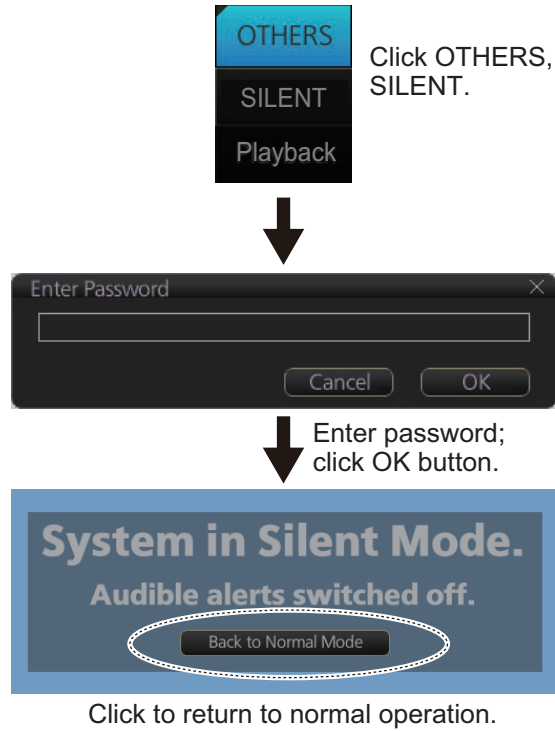 OTHERS
Click OTHERS,
SILENT.
SILENT
Playback
Enter Password
Cancel
OK
Enter password;
click OK button.
System in Silent Mode.
Audible alerts switched off.
Back to Normal Mode
Click to return to normal operation.